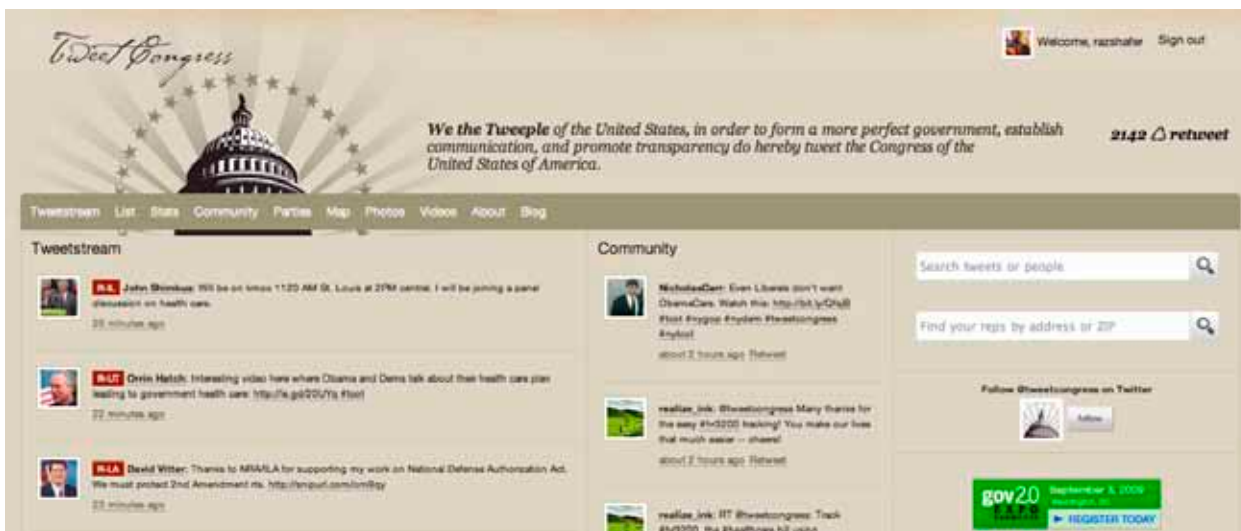 Tweet Congress
Welcome, razshafer Sign out
We the Tweeple of the United States, in order to form a more perfect government, establish
communication, and promote transparency do hereby tweet the Congress of the
United States of America.
2142 retweet
Tweetstream List Stats Community Parties Map Photos Videos About Blog
Tweetstream
R-IL John Shimkus: Will be on kmox 1120 AM St. Louis at 2PM central. I will be joining a panel
discussion on health care.
20 minutes ago
R-UT Orrin Hatch: Interesting video here where Obama and Dems talk about their health care plan
leading to government health care: #tcot
22 minutes ago
R-LA David Vitter: Thanks to NRA/ILA for supporting my work on National Defense Authorization Act.
We must protect 2nd Amendment rts.
23 minutes ago
Community
NicholasCerr: Even Liberals don't want
ObamaCare. Watch this:
#tcot #nygop #nydem #tweetcongress
#nytcot
about 2 hours ago Retweet
realize_ink: @tweetcongress Many thanks for
the easy #hr3200 tracking! You make our lives
that much easier -- cheers!
about 2 hours ago Retweet
realize_ink: RT @tweetcongress: Track
#hr3200, the #healthcare bill using
Search tweets or people
Find your reps by address or ZIP
Follow @tweetcongress on Twitter
Follow
gov2.0
EXPO
September 8, 2009
Washington, DC
REGISTER TODAY